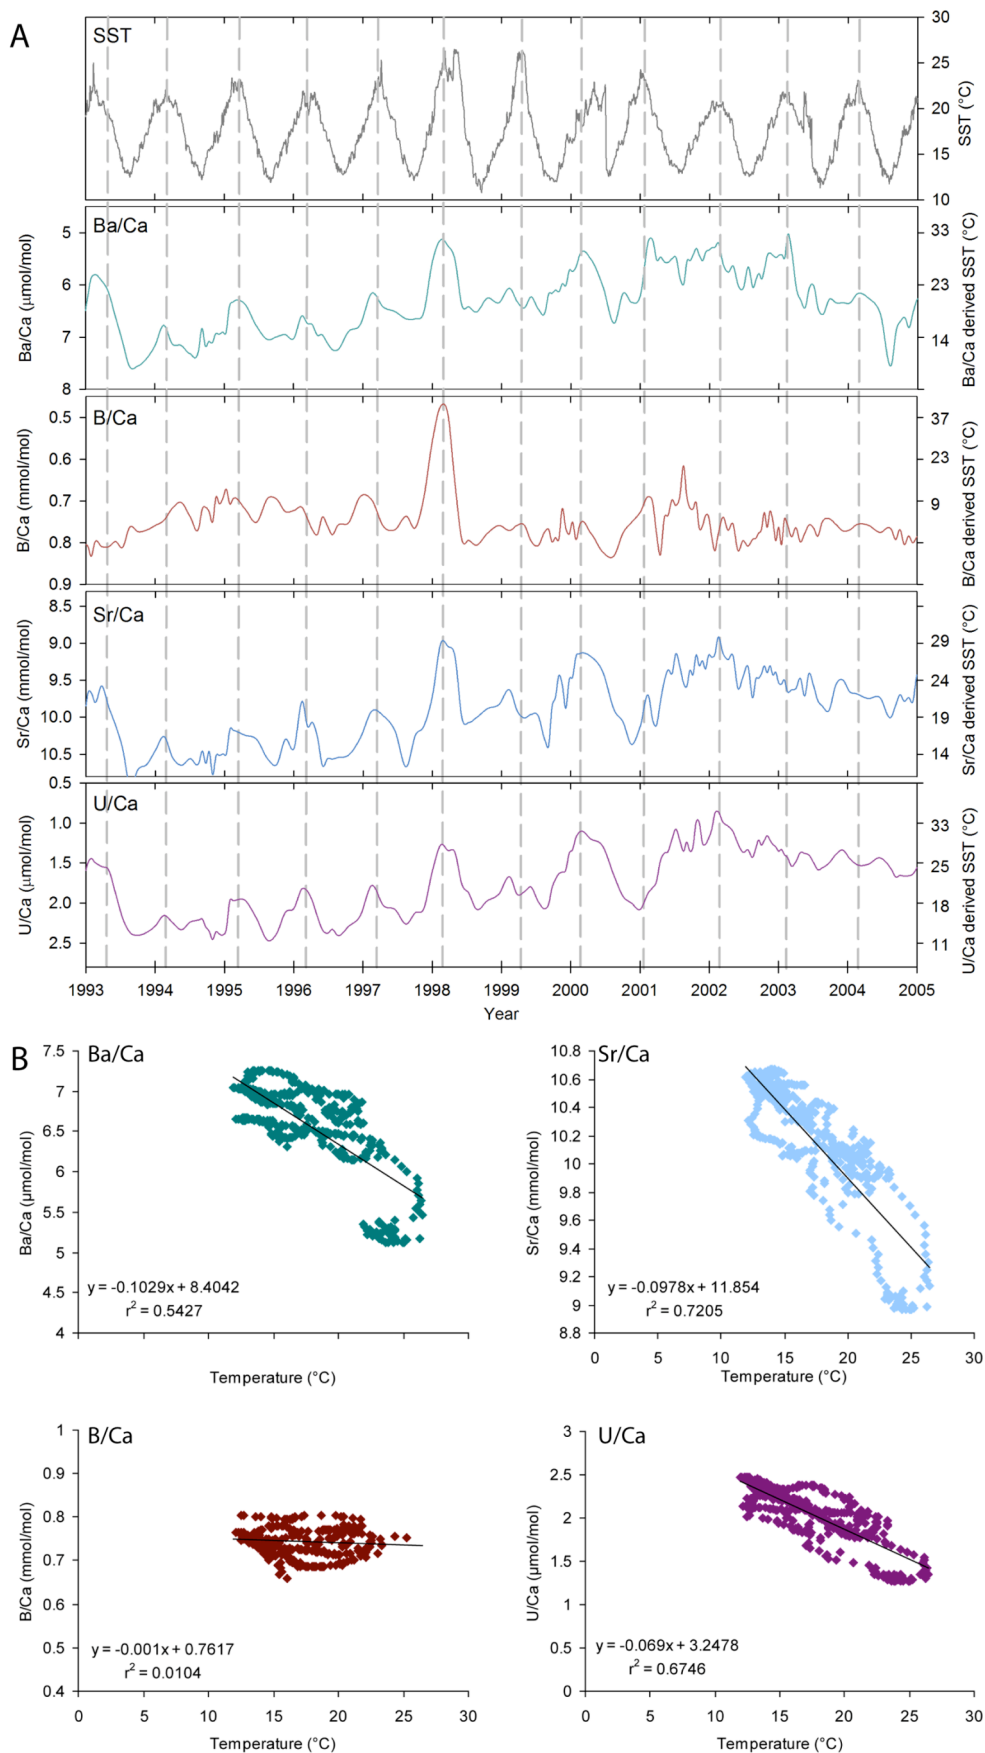 A
SST
30
25
20
15
10
SST (°C)
Ba/Ca
5
6
7
8
Ba/Ca (μmol/mol)
33
23
14
Ba/Ca derived SST (°C)
B/Ca
0.5
0.6
0.7
0.8
0.9
B/Ca (mmol/mol)
37
23
9
B/Ca derived SST (°C)
Sr/Ca
8.5
9.0
9.5
10.0
10.5
Sr/Ca (mmol/mol)
29
24
19
14
Sr/Ca derived SST (°C)
U/Ca
0.5
1.0
1.5
2.0
2.5
U/Ca (μmol/mol)
33
25
18
11
U/Ca derived SST (°C)
1993 1994 1995 1996 1997 1998 1999 2000 2001 2002 2003 2004 2005
Year
B
Ba/Ca
7.5
7
6.5
6
5.5
5
4.5
4
Ba/Ca (μmol/mol)
y = -0.1029x + 8.4042
r² = 0.5427
Temperature (°C)
Sr/Ca
10.8
10.6
10.4
10.2
10
9.8
9.6
9.4
9.2
9
8.8
Sr/Ca (mmol/mol)
y = -0.0978x + 11.854
r² = 0.7205
0 5 10 15 20 25 30
Temperature (°C)
B/Ca
1
0.9
0.8
0.7
0.6
0.5
0.4
B/Ca (mmol/mol)
y = -0.001x + 0.7617
r² = 0.0104
0 5 10 15 20 25 30
Temperature (°C)
U/Ca
3
2.5
2
1.5
1
0.5
0
U/Ca (μmol/mol)
y = -0.069x + 3.2478
r² = 0.6746
0 5 10 15 20 25 30
Temperature (°C)